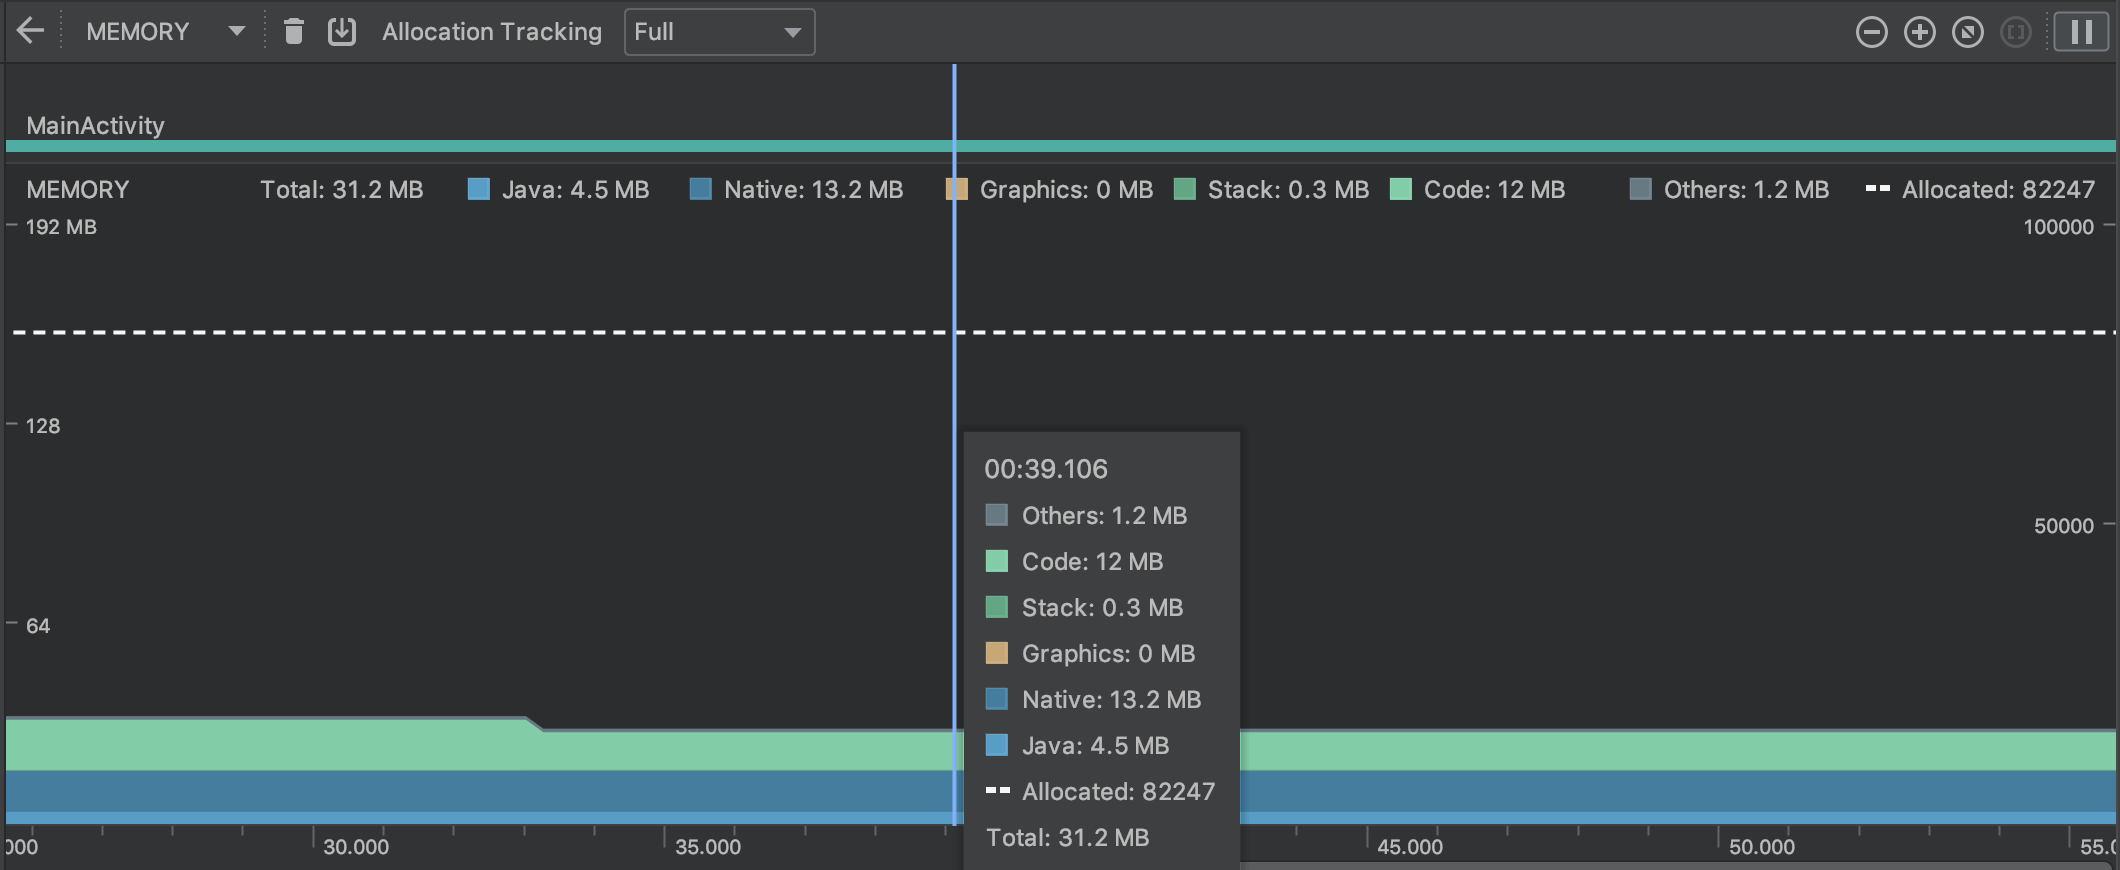 MEMORY Allocation Tracking Full
MainActivity
MEMORY Total: 31.2 MB Java: 4.5 MB Native: 13.2 MB Graphics: 0 MB Stack: 0.3 MB Code: 12 MB Others: 1.2 MB Allocated: 82247
192 MB 100000
128
00:39.106
Others: 1.2 MB
50000
Code: 12 MB
Stack: 0.3 MB
64
Graphics: 0 MB
Native: 13.2 MB
Java: 4.5 MB
Allocated: 82247
Total: 31.2 MB
30.000 35.000 45.000 50.000